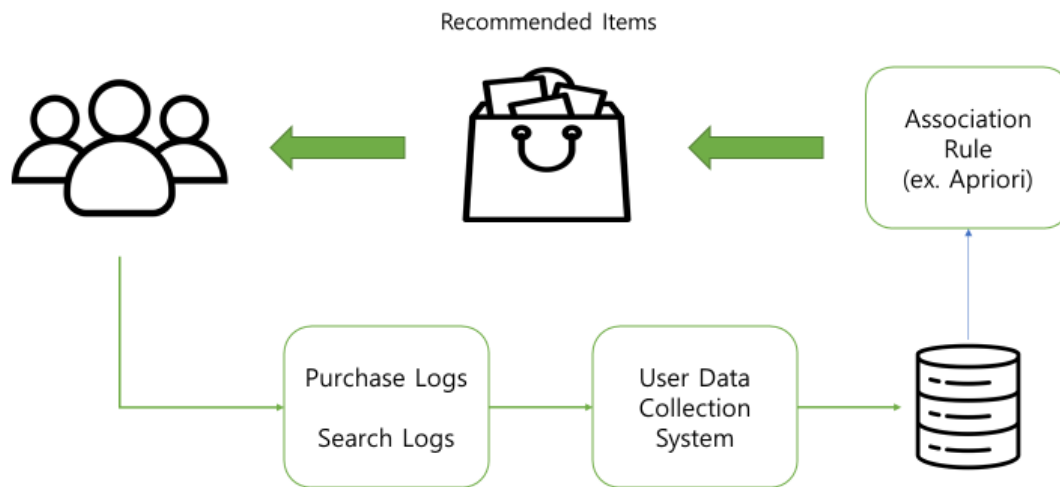 Recommended Items
Association
Rule
(ex. Apriori)
Purchase Logs
Search Logs
User Data
Collection
System